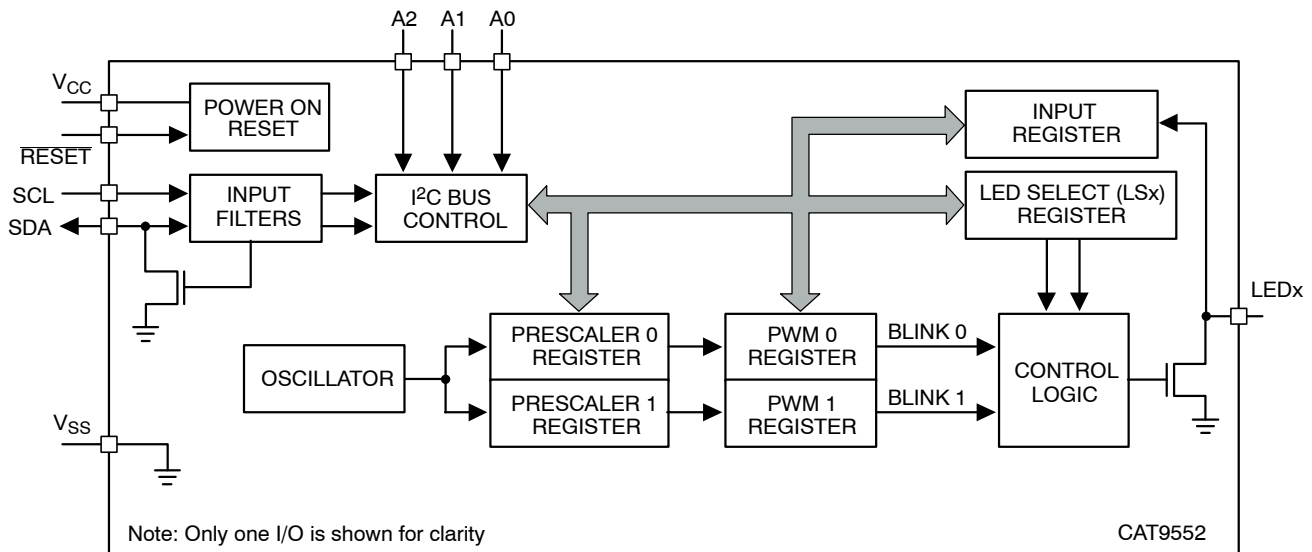 A2 A1 A0
VCC
POWER ON
RESET
INPUT
REGISTER
RESET
SCL
INPUT
FILTERS
I²C BUS
CONTROL
LED SELECT (LSx)
REGISTER
SDA
LEDx
PRESCALER 0
REGISTER
PWM 0
REGISTER
BLINK 0
OSCILLATOR
CONTROL
LOGIC
PRESCALER 1
REGISTER
PWM 1
REGISTER
BLINK 1
VSS
Note: Only one I/O is shown for clarity
CAT9552